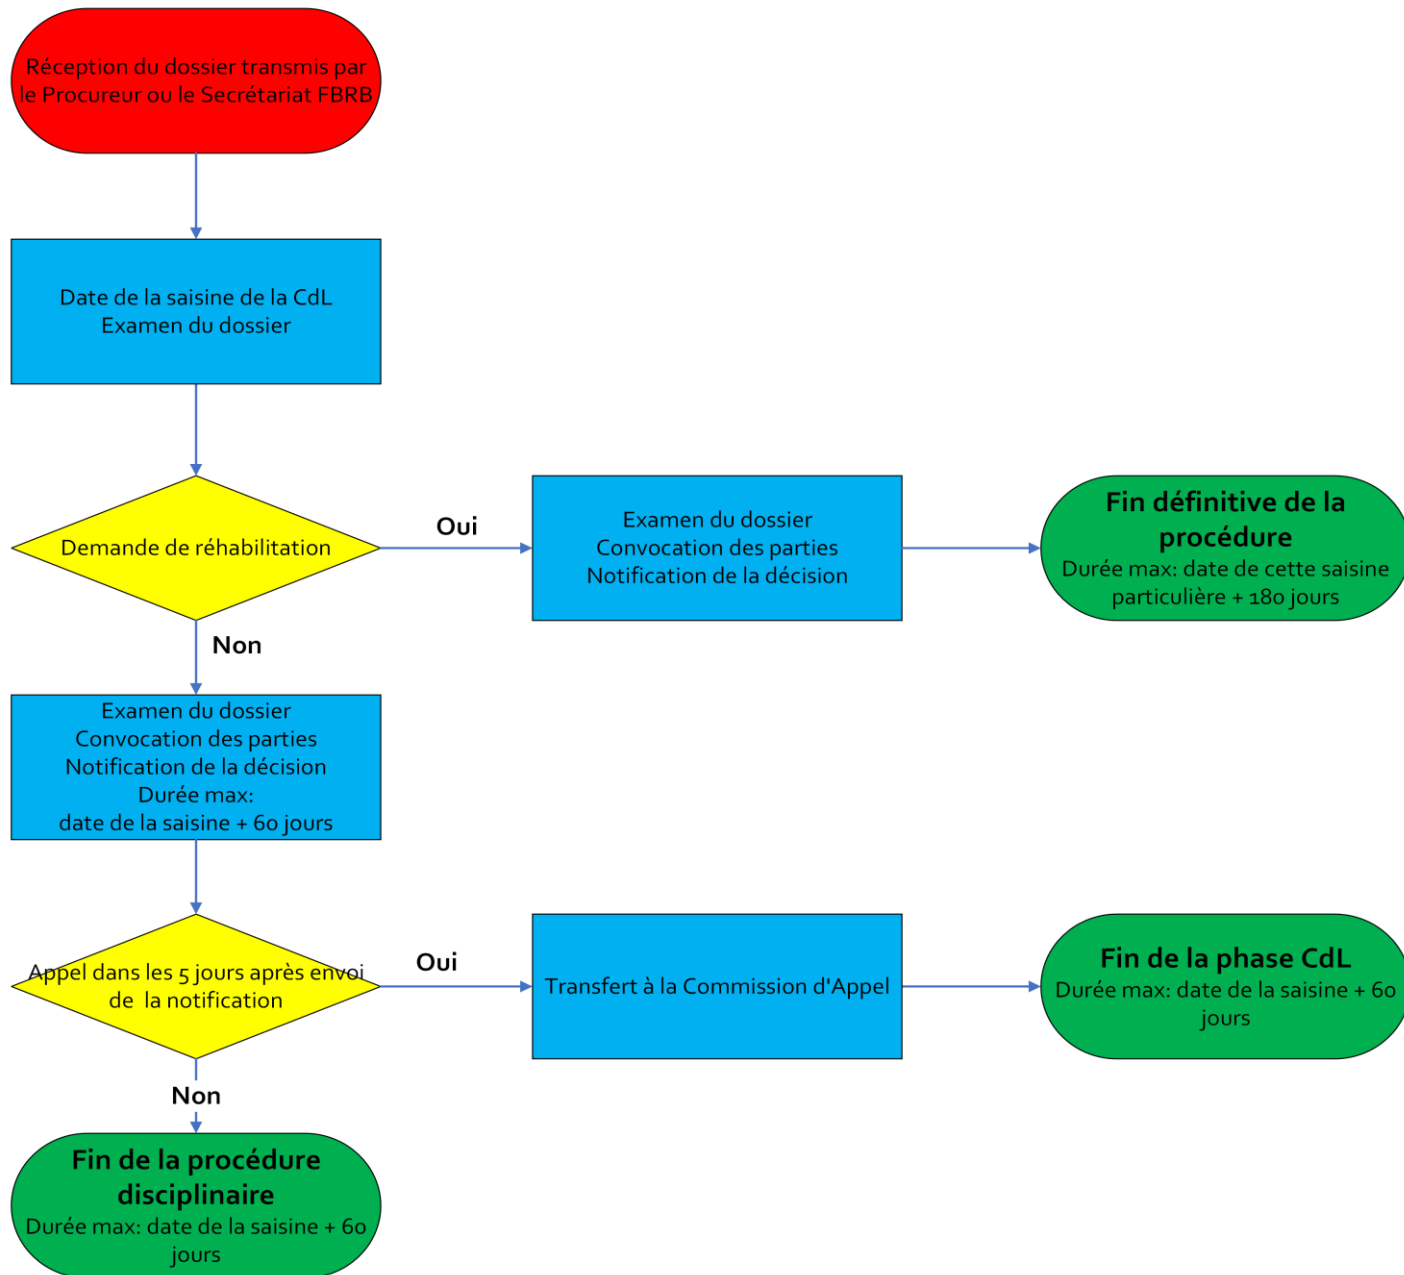 Réception du dossier transmis par
le Procureur ou le Secrétariat FBRB
Date de la saisine de la CdL
Examen du dossier
Demande de réhabilitation
Oui
Examen du dossier
Convocation des parties
Notification de la décision
Fin définitive de la
procédure
Durée max: date de cette saisine
particulière + 180 jours
Non
Examen du dossier
Convocation des parties
Notification de la décision
Durée max:
date de la saisine + 60 jours
Appel dans les 5 jours après envoi
de la notification
Oui
Transfert à la Commission d'Appel
Fin de la phase CdL
Durée max: date de la saisine + 60
jours
Non
Fin de la procédure
disciplinaire
Durée max: date de la saisine + 60
jours